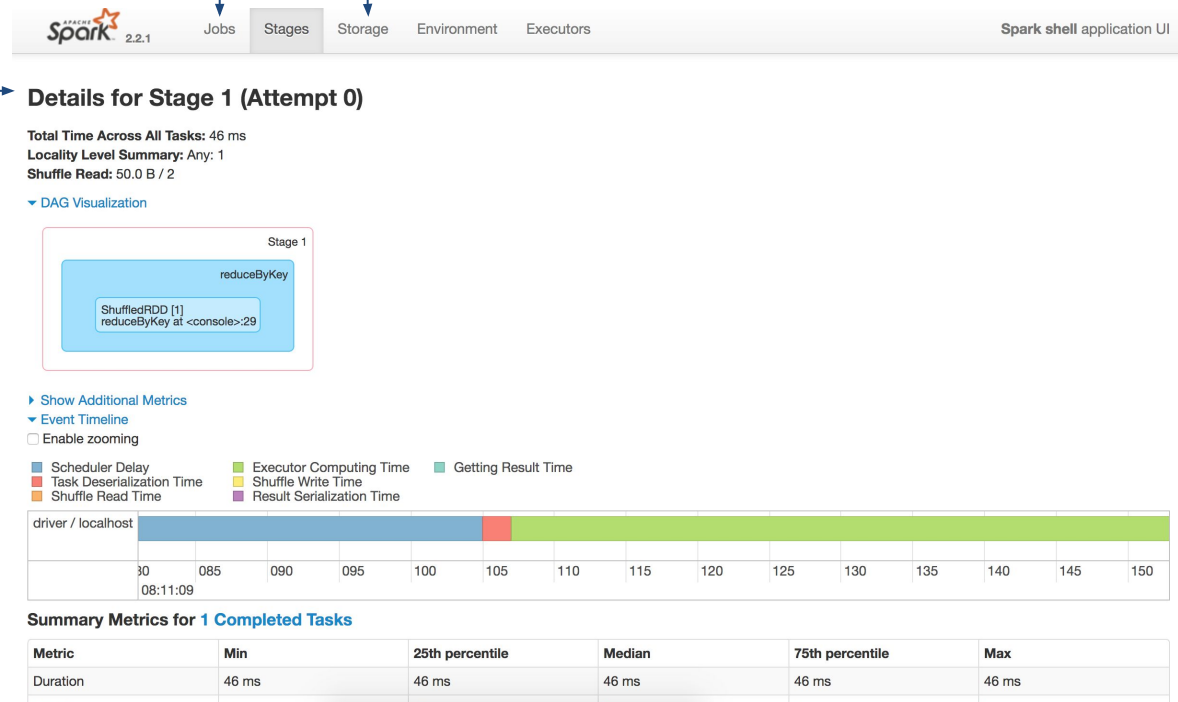 APACHE Spark 2.2.1 Jobs Stages Storage Environment Executors Spark shell application UI
Details for Stage 1 (Attempt 0)
Total Time Across All Tasks: 46 ms
Locality Level Summary: Any: 1
Shuffle Read: 50.0 B / 2
DAG Visualization
Stage 1
reduceByKey
ShuffledRDD [1]
reduceByKey at <console>:29
Show Additional Metrics
Event Timeline
Enable zooming
Scheduler Delay Executor Computing Time Getting Result Time
Task Deserialization Time Shuffle Write Time
Shuffle Read Time Result Serialization Time
driver / localhost
30 085 090 095 100 105 110 115 120 125 130 135 140 145 150
08:11:09
Summary Metrics for 1 Completed Tasks
Metric Min 25th percentile Median 75th percentile Max
Duration 46 ms 46 ms 46 ms 46 ms 46 ms